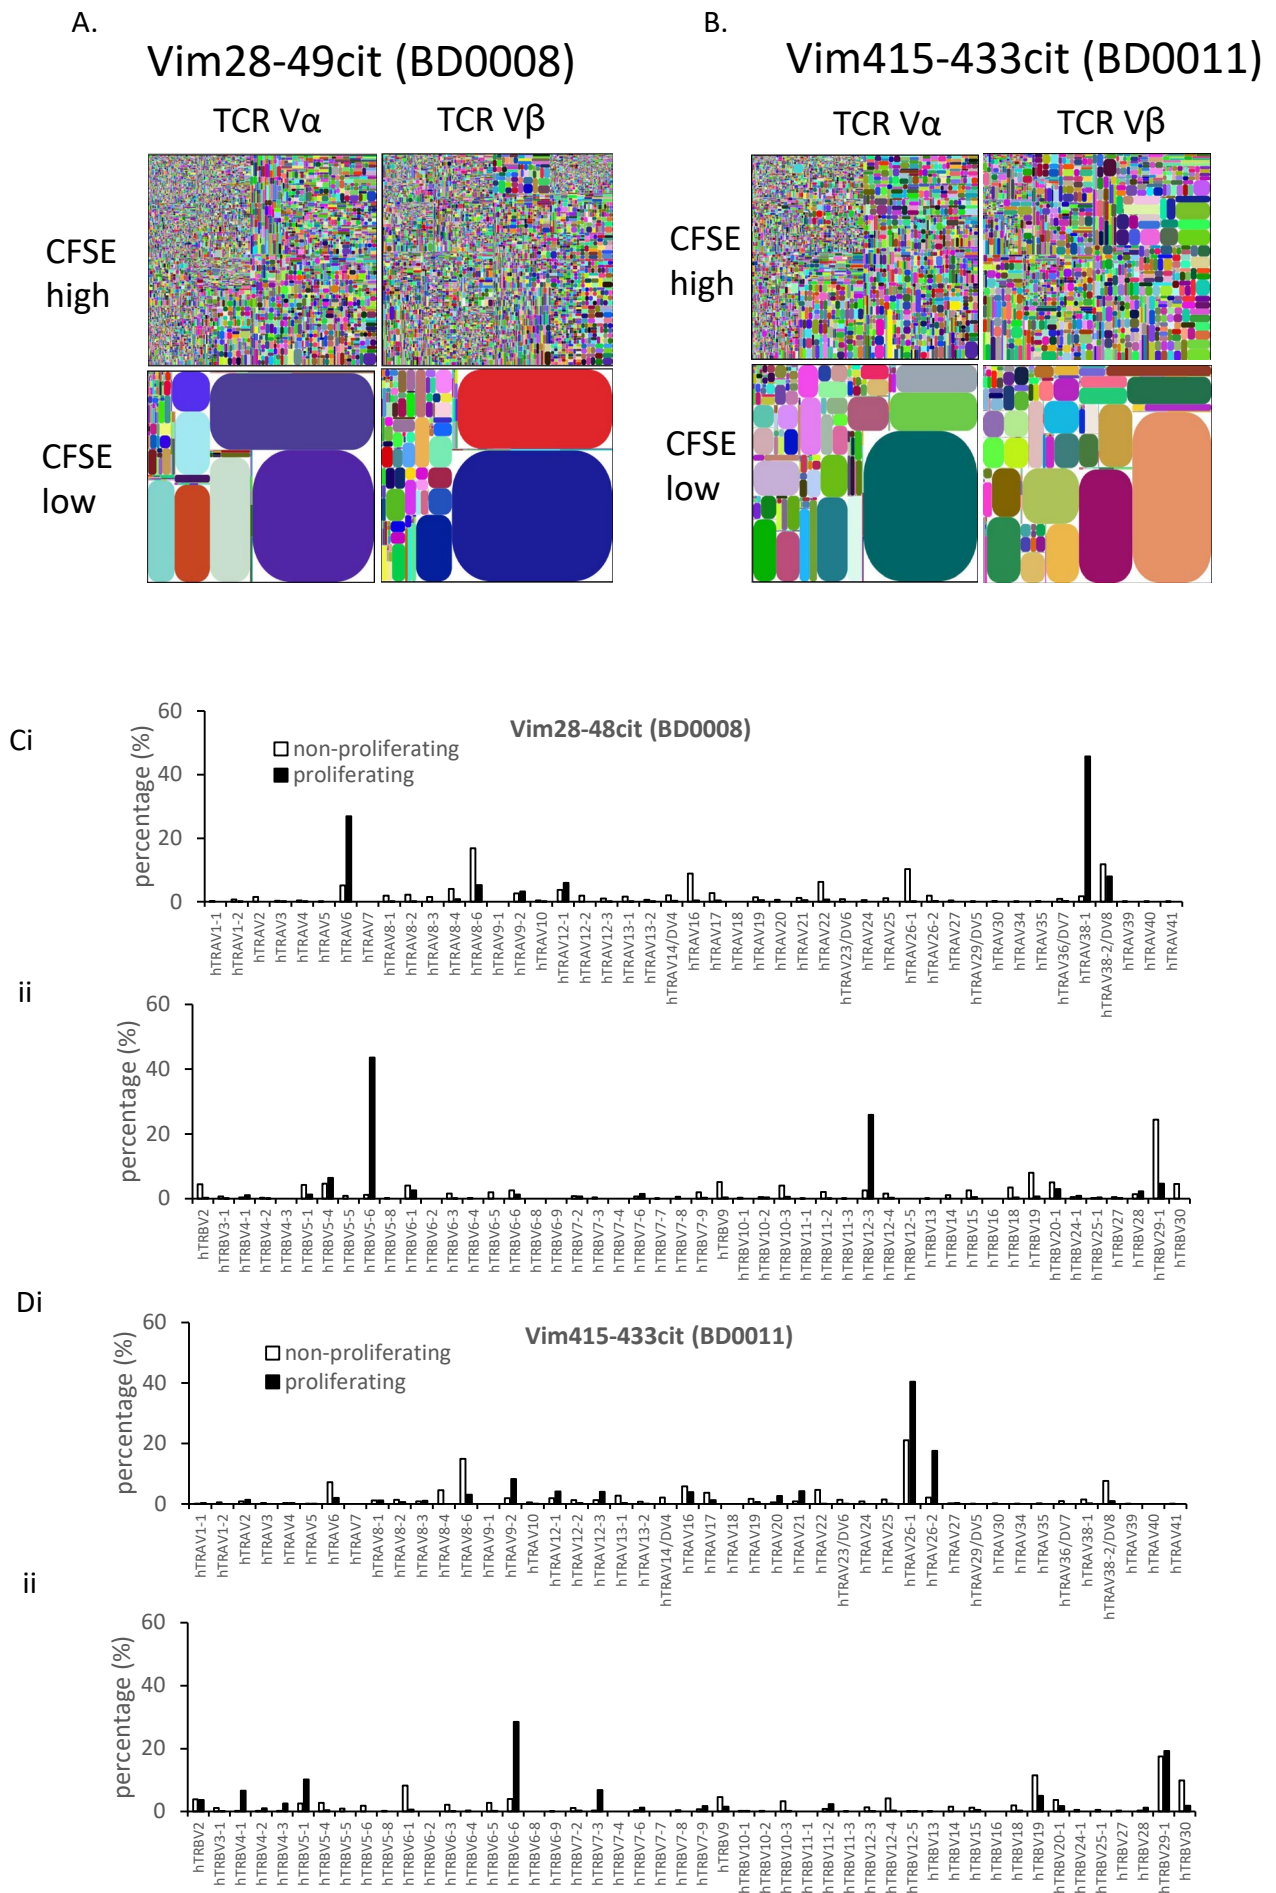 A.
B.
Vim28-49cit (BD0008)
Vim415-433cit (BD0011)
TCR Vα
TCR Vβ
TCR Vα
TCR Vβ
CFSE
high
CFSE
high
CFSE
low
CFSE
low
Ci
Vim28-48cit (BD0008)
non-proliferating
proliferating
percentage (%)
60
40
20
0
hTRAV1-1
hTRAV1-2
hTRAV2
hTRAV3
hTRAV4
hTRAV5
hTRAV6
hTRAV7
hTRAV8-1
hTRAV8-2
hTRAV8-3
hTRAV8-4
hTRAV8-6
hTRAV9-1
hTRAV9-2
hTRAV10
hTRAV12-1
hTRAV12-2
hTRAV12-3
hTRAV13-1
hTRAV13-2
hTRAV14/DV4
hTRAV16
hTRAV17
hTRAV18
hTRAV19
hTRAV20
hTRAV21
hTRAV22
hTRAV23/DV6
hTRAV24
hTRAV25
hTRAV26-1
hTRAV26-2
hTRAV27
hTRAV29/DV5
hTRAV30
hTRAV34
hTRAV35
hTRAV36/DV7
hTRAV38-1
hTRAV38-2/DV8
hTRAV39
hTRAV40
hTRAV41
ii
percentage (%)
60
40
20
0
hTRBV2
hTRBV3-1
hTRBV4-1
hTRBV4-2
hTRBV4-3
hTRBV5-1
hTRBV5-4
hTRBV5-5
hTRBV5-6
hTRBV5-8
hTRBV6-1
hTRBV6-2
hTRBV6-3
hTRBV6-4
hTRBV6-5
hTRBV6-6
hTRBV6-8
hTRBV6-9
hTRBV7-2
hTRBV7-3
hTRBV7-4
hTRBV7-6
hTRBV7-7
hTRBV7-8
hTRBV7-9
hTRBV9
hTRBV10-1
hTRBV10-2
hTRBV10-3
hTRBV11-1
hTRBV11-2
hTRBV11-3
hTRBV12-3
hTRBV12-4
hTRBV12-5
hTRBV13
hTRBV14
hTRBV15
hTRBV16
hTRBV18
hTRBV19
hTRBV20-1
hTRBV24-1
hTRBV25-1
hTRBV27
hTRBV28
hTRBV29-1
hTRBV30
Di
Vim415-433cit (BD0011)
non-proliferating
proliferating
percentage (%)
60
40
20
0
hTRAV1-1
hTRAV1-2
hTRAV2
hTRAV3
hTRAV4
hTRAV5
hTRAV6
hTRAV7
hTRAV8-1
hTRAV8-2
hTRAV8-3
hTRAV8-4
hTRAV8-6
hTRAV9-1
hTRAV9-2
hTRAV10
hTRAV12-1
hTRAV12-2
hTRAV12-3
hTRAV13-1
hTRAV13-2
hTRAV14/DV4
hTRAV16
hTRAV17
hTRAV18
hTRAV19
hTRAV20
hTRAV21
hTRAV22
hTRAV23/DV6
hTRAV24
hTRAV25
hTRAV26-1
hTRAV26-2
hTRAV27
hTRAV29/DV5
hTRAV30
hTRAV34
hTRAV35
hTRAV36/DV7
hTRAV38-1
hTRAV38-2/DV8
hTRAV39
hTRAV40
hTRAV41
ii
percentage (%)
60
40
20
0
hTRBV2
hTRBV3-1
hTRBV4-1
hTRBV4-2
hTRBV4-3
hTRBV5-1
hTRBV5-4
hTRBV5-5
hTRBV5-6
hTRBV5-8
hTRBV6-1
hTRBV6-2
hTRBV6-3
hTRBV6-4
hTRBV6-5
hTRBV6-6
hTRBV6-8
hTRBV6-9
hTRBV7-2
hTRBV7-3
hTRBV7-4
hTRBV7-6
hTRBV7-7
hTRBV7-8
hTRBV7-9
hTRBV9
hTRBV10-1
hTRBV10-2
hTRBV10-3
hTRBV11-1
hTRBV11-2
hTRBV11-3
hTRBV12-3
hTRBV12-4
hTRBV12-5
hTRBV13
hTRBV14
hTRBV15
hTRBV16
hTRBV18
hTRBV19
hTRBV20-1
hTRBV24-1
hTRBV25-1
hTRBV27
hTRBV28
hTRBV29-1
hTRBV30